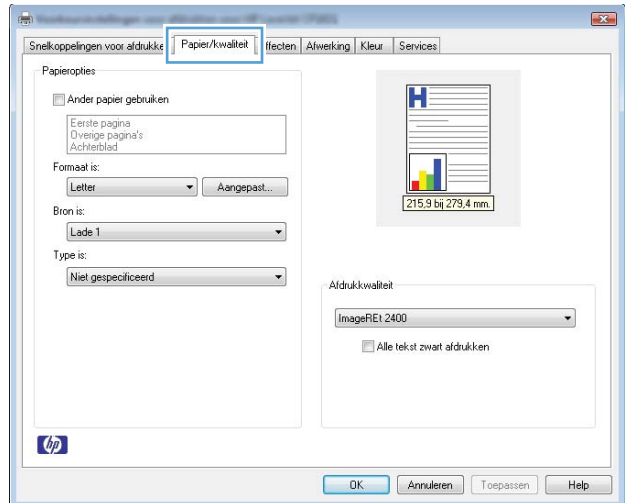 Snelkoppelingen voor afdrukke
Papier/kwaliteit
ffecten
Afwerking
Kleur
Services
Papieropties
Ander papier gebruiken
Eerste pagina
Overige pagina's
Achterblad
Formaat is:
Letter
Aangepast...
Bron is:
Lade 1
Type is:
Niet gespecificeerd
H
215,9 bij 279,4 mm.
Afdrukkwaliteit
ImageREt 2400
Alle tekst zwart afdrukken
hp
OK
Annuleren
Toepassen
Help